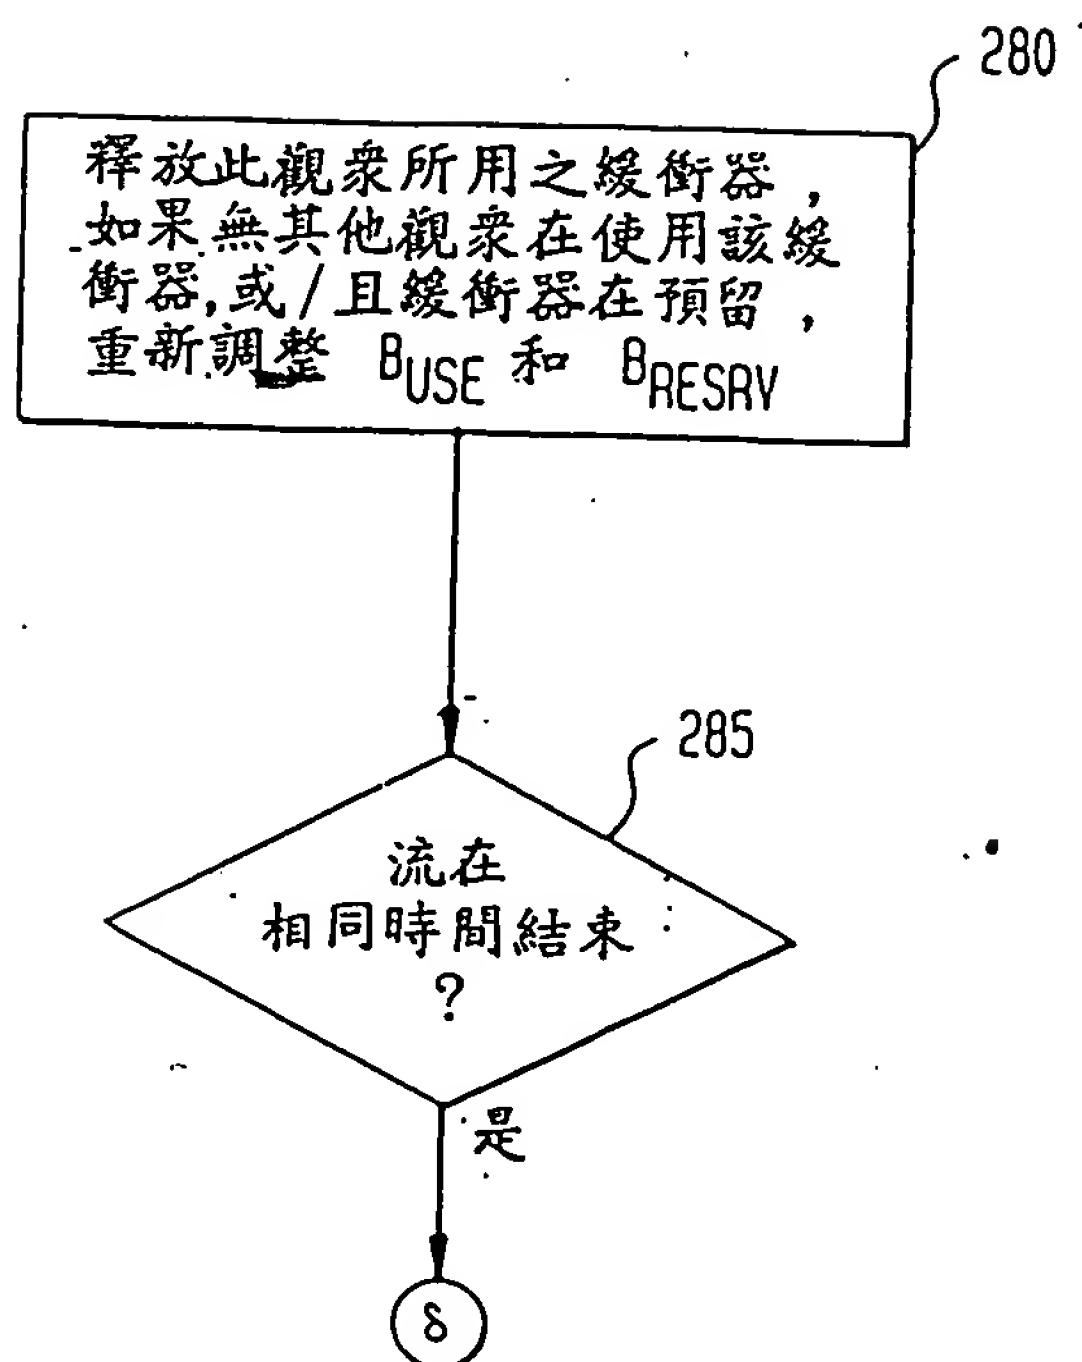 280
釋放此觀衆所用之緩衝器，
如果無其他觀衆在使用該緩
衝器,或/且緩衝器在預留，
重新調整 BUSE 和 BRESRV
285
流在
相同時間結束
?
是
δ